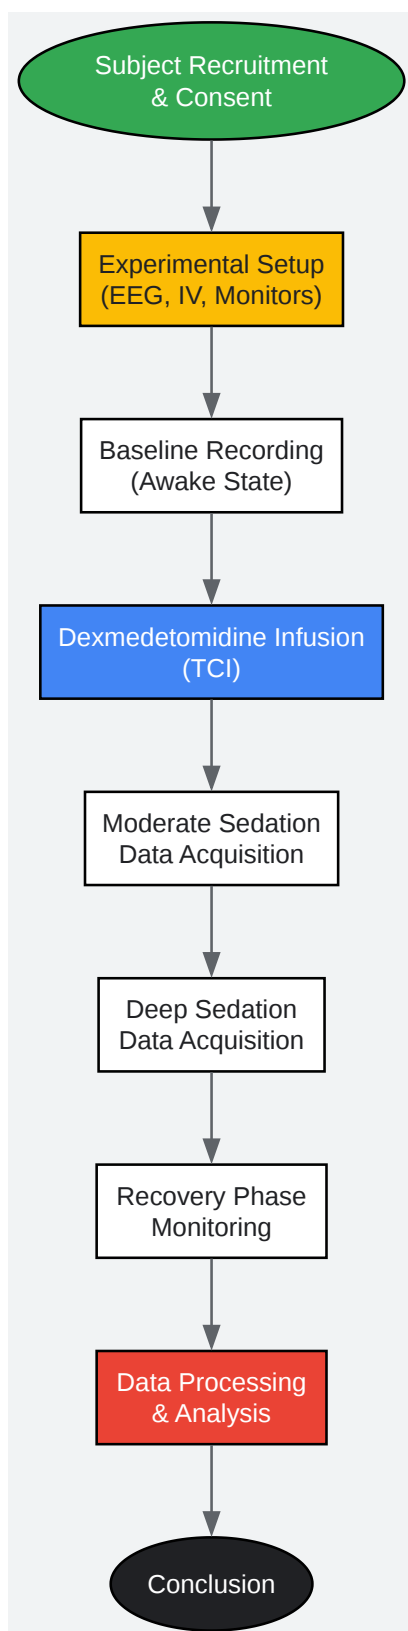 Subject Recruitment
& Consent
Experimental Setup
(EEG, IV, Monitors)
Baseline Recording
(Awake State)
Dexmedetomidine Infusion
(TCI)
Moderate Sedation
Data Acquisition
Deep Sedation
Data Acquisition
Recovery Phase
Monitoring
Data Processing
& Analysis
Conclusion